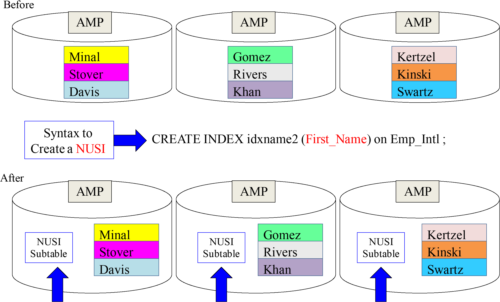 Before
AMP AMP AMP
Minal Gomez Kertzel
Stover Rivers Kinski
Davis Khan Swartz
Syntax to
Create a NUSI
CREATE INDEX idxname2 (First_Name) on Emp_Intl ;
After
AMP AMP AMP
Minal Gomez Kertzel
NUSI Stover NUSI Rivers NUSI Kinski
Subtable Davis Subtable Khan Subtable Swartz